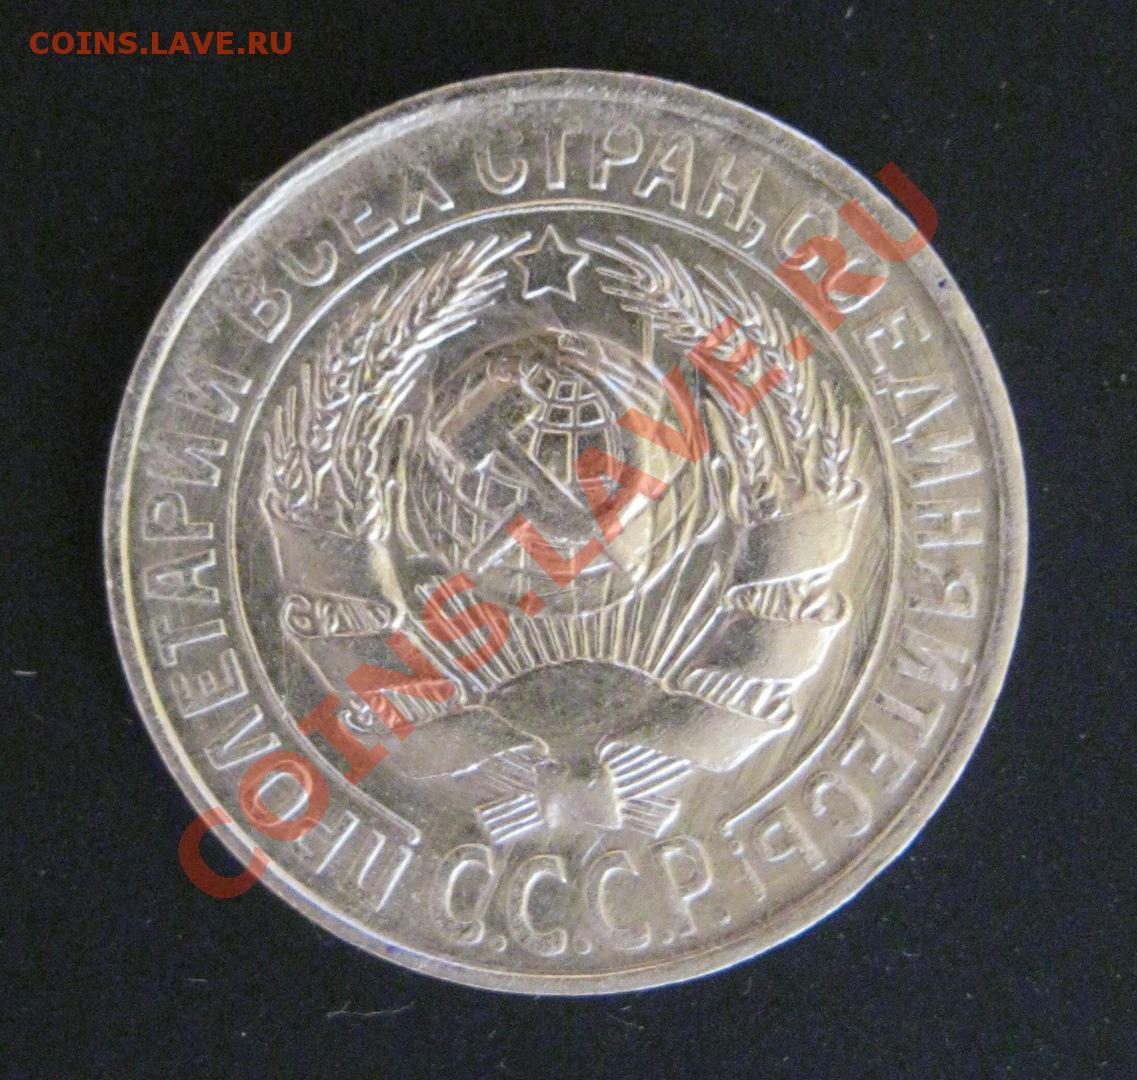 COINS.LAVE.RU
ПРОЛЕТАРИИ ВСЕХ СТРАН, СОЕДИНЯЙТЕСЬ!
С.С.С.Р.
COINS.LAVE.RU